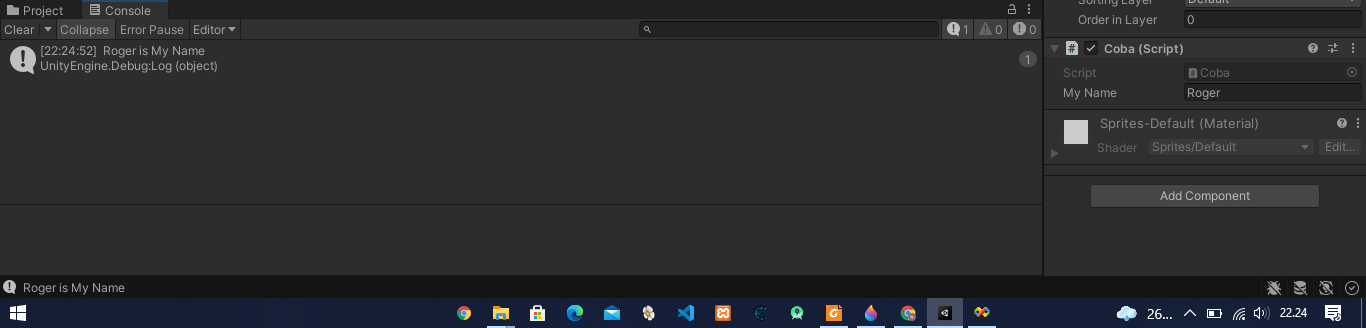 Project
Console
Clear
Collapse
Error Pause
Editor
1
0
0
[22:24:52] Roger is My Name
UnityEngine.Debug:Log (object)
1
Default
Order in Layer
0
Coba (Script)
Script
Coba
My Name
Roger
Sprites-Default (Material)
Shader
Sprites/Default
Edit...
Add Component
Roger is My Name
26...
22.24